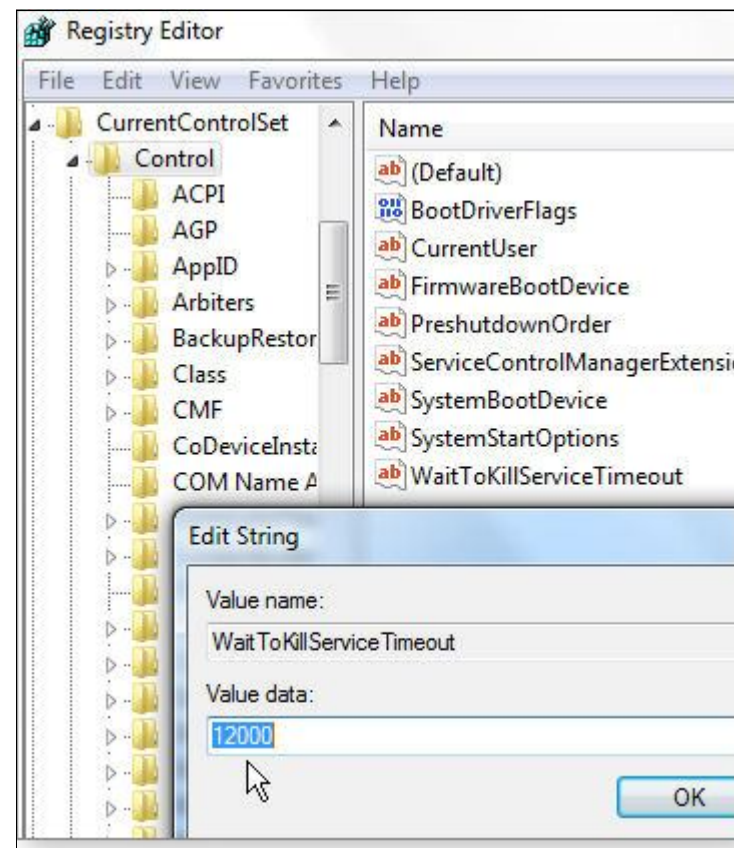 Registry Editor
File Edit View Favorites Help
CurrentControlSet
Control
ACPI
AGP
AppID
Arbiters
BackupRestor
Class
CMF
CoDeviceInsta
COM Name A
Name
(Default)
BootDriverFlags
CurrentUser
FirmwareBootDevice
PreshutdownOrder
ServiceControlManagerExtensi
SystemBootDevice
SystemStartOptions
WaitToKillServiceTimeout
Edit String
Value name:
WaitToKillServiceTimeout
Value data:
12000
OK